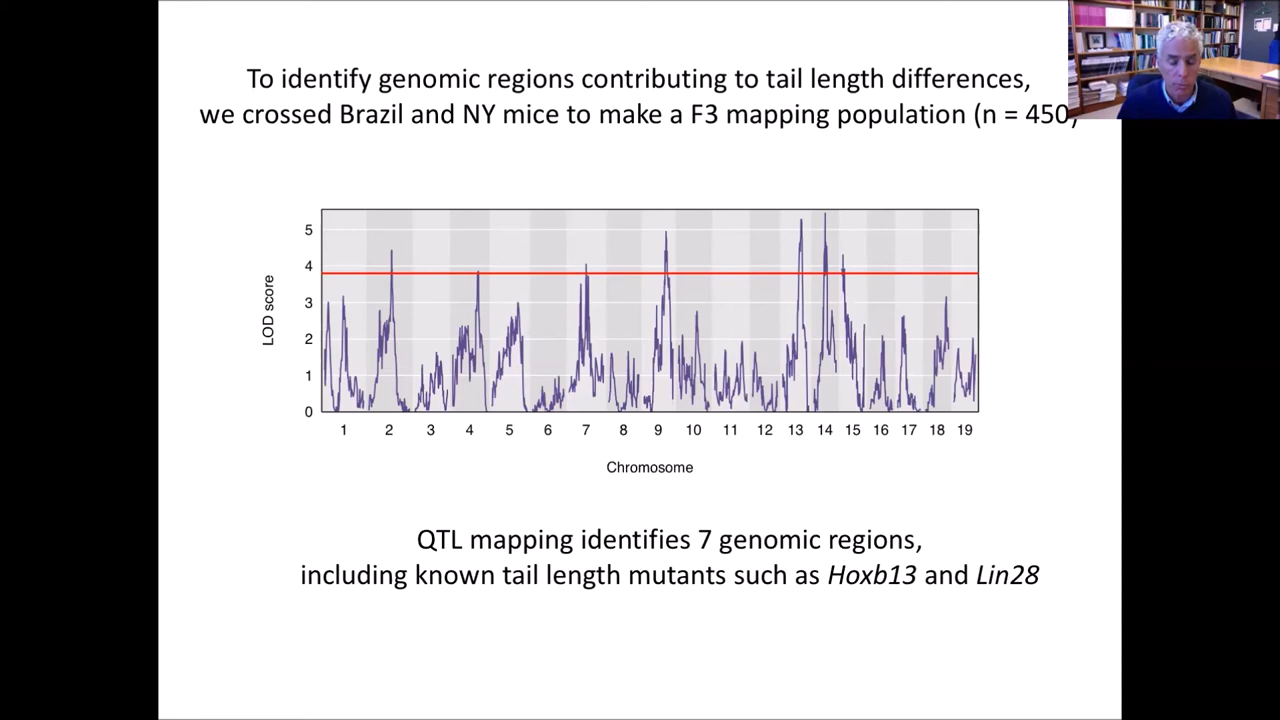 To identify genomic regions contributing to tail length differences,
we crossed Brazil and NY mice to make a F3 mapping population (n = 450)
5
4
3
2
1
0
LOD score
1 2 3 4 5 6 7 8 9 10 11 12 13 14 15 16 17 18 19
Chromosome
QTL mapping identifies 7 genomic regions,
including known tail length mutants such as Hoxb13 and Lin28